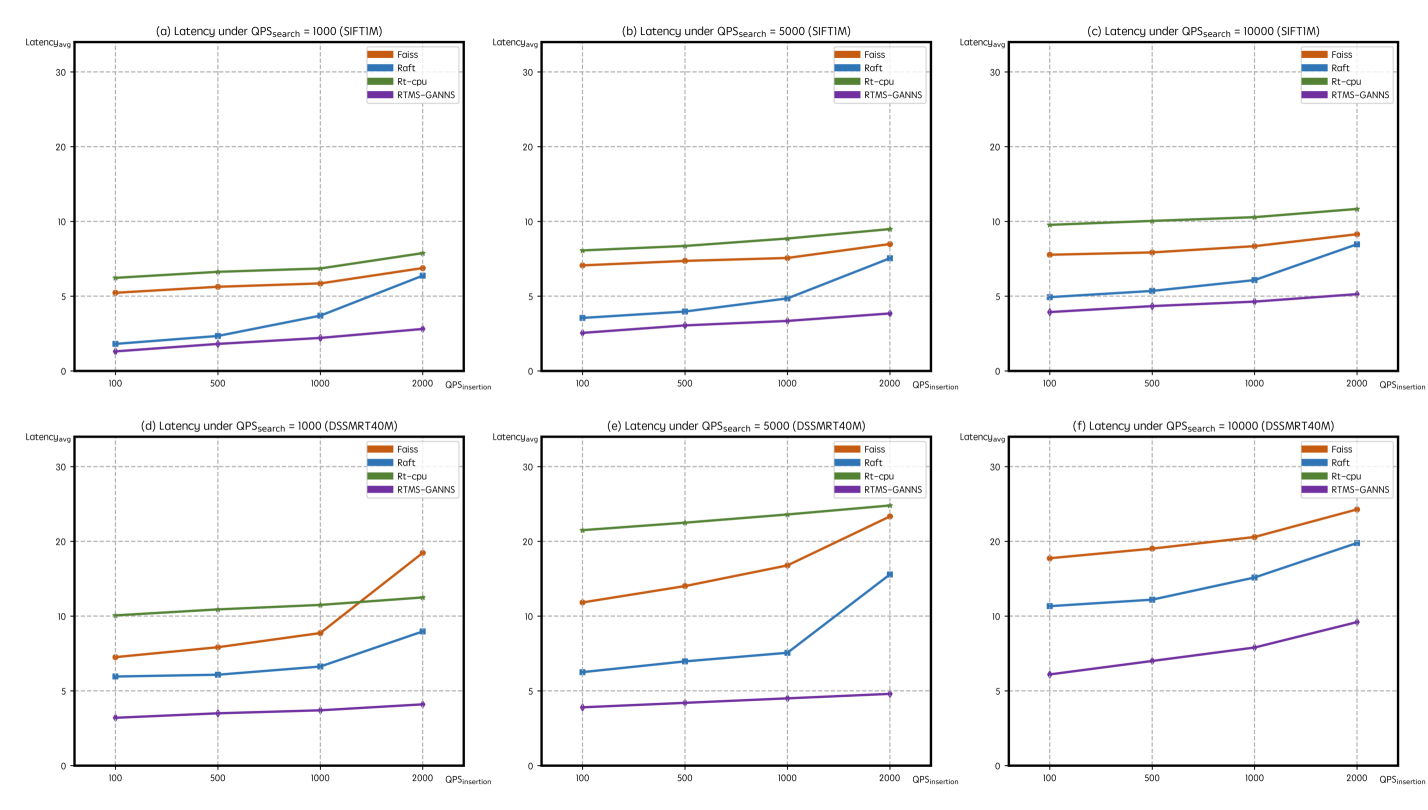 (a) Latency under QPSsearch = 1000 (SIFT1M)
Latencyavg
Faiss
Raft
Rt-cpu
RTMS-GANNS
30
20
10
5
0
100 500 1000 2000 QPSinsertion
(b) Latency under QPSsearch = 5000 (SIFT1M)
Latencyavg
Faiss
Raft
Rt-cpu
RTMS-GANNS
30
20
10
5
0
100 500 1000 2000 QPSinsertion
(c) Latency under QPSsearch = 10000 (SIFT1M)
Latencyavg
Faiss
Raft
Rt-cpu
RTMS-GANNS
30
20
10
5
0
100 500 1000 2000 QPSinsertion
(d) Latency under QPSsearch = 1000 (DSSMRT40M)
Latencyavg
Faiss
Raft
Rt-cpu
RTMS-GANNS
30
20
10
5
0
100 500 1000 2000 QPSinsertion
(e) Latency under QPSsearch = 5000 (DSSMRT40M)
Latencyavg
Faiss
Raft
Rt-cpu
RTMS-GANNS
30
20
10
5
0
100 500 1000 2000 QPSinsertion
(f) Latency under QPSsearch = 10000 (DSSMRT40M)
Latencyavg
Faiss
Raft
Rt-cpu
RTMS-GANNS
30
20
10
5
0
100 500 1000 2000 QPSinsertion